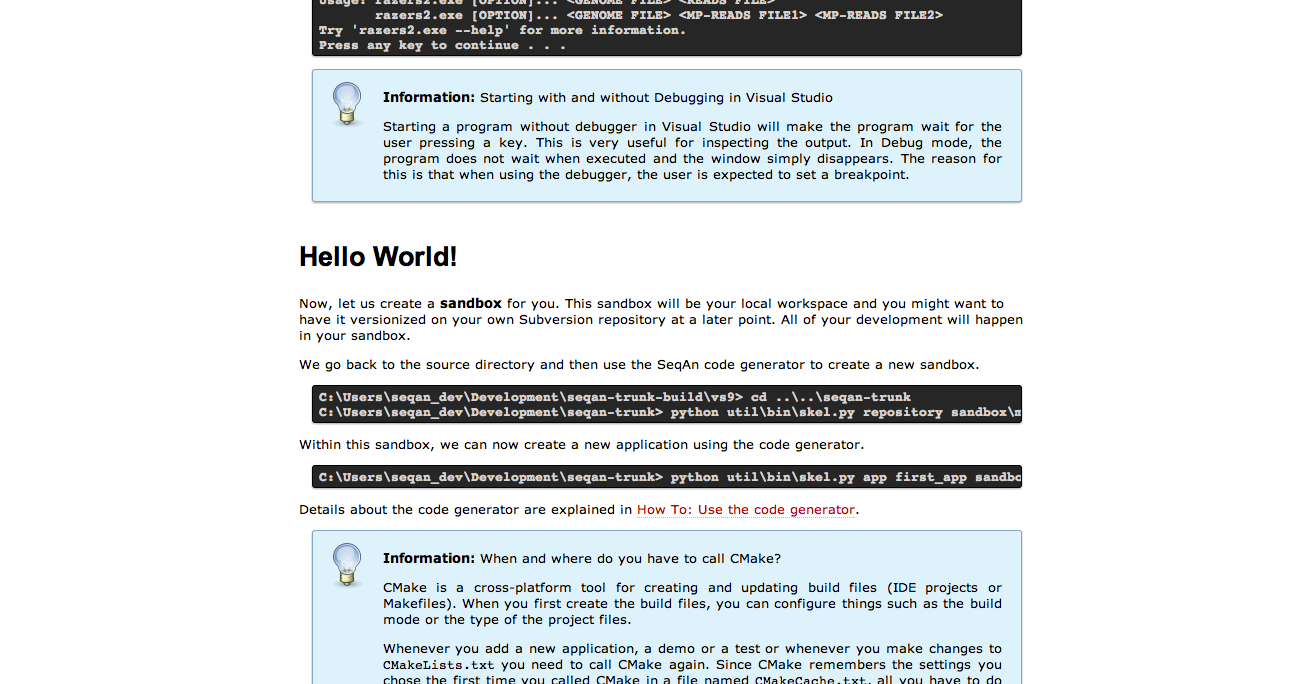 Usage: razers2.exe [OPTION]... <GENOME FILE> <READS FILE>
razers2.exe [OPTION]... <GENOME FILE> <MP-READS FILE1> <MP-READS FILE2>
Try 'razers2.exe --help' for more information.
Press any key to continue . . .
Information: Starting with and without Debugging in Visual Studio
Starting a program without debugger in Visual Studio will make the program wait for the
user pressing a key. This is very useful for inspecting the output. In Debug mode, the
program does not wait when executed and the window simply disappears. The reason for
this is that when using the debugger, the user is expected to set a breakpoint.
Hello World!
Now, let us create a sandbox for you. This sandbox will be your local workspace and you might want to
have it versionized on your own Subversion repository at a later point. All of your development will happen
in your sandbox.
We go back to the source directory and then use the SeqAn code generator to create a new sandbox.
C:\Users\seqan_dev\Development\seqan-trunk-build\vs9> cd ..\..\seqan-trunk
C:\Users\seqan_dev\Development\seqan-trunk> python util\bin\skel.py repository sandbox\m
Within this sandbox, we can now create a new application using the code generator.
C:\Users\seqan_dev\Development\seqan-trunk> python util\bin\skel.py app first_app sandbo
Details about the code generator are explained in How To: Use the code generator.
Information: When and where do you have to call CMake?
CMake is a cross-platform tool for creating and updating build files (IDE projects or
Makefiles). When you first create the build files, you can configure things such as the build
mode or the type of the project files.
Whenever you add a new application, a demo or a test or whenever you make changes to
CMakeLists.txt you need to call CMake again. Since CMake remembers the settings you
chose the first time you called CMake in a file named CMakeCache.txt, all you have to do